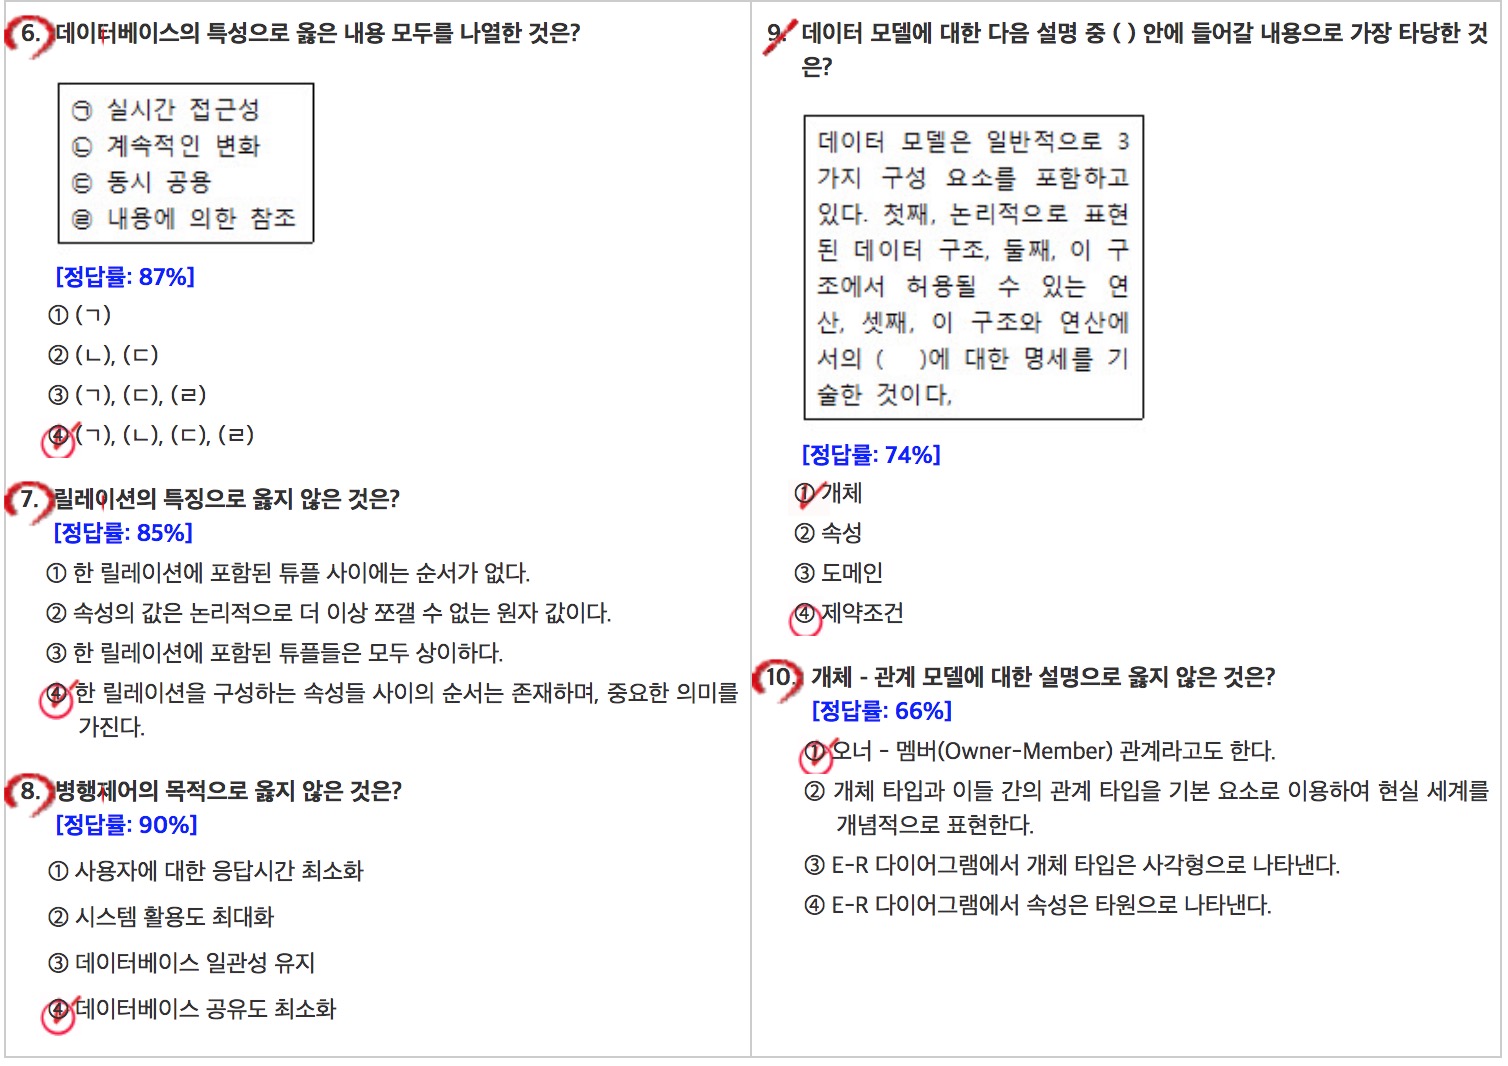 6. 데이터베이스의 특성으로 옳은 내용 모두를 나열한 것은?
㉠ 실시간 접근성
㉡ 계속적인 변화
㉢ 동시 공용
㉣ 내용에 의한 참조
[정답률: 87%]
① (ㄱ)
② (ㄴ), (ㄷ)
③ (ㄱ), (ㄷ), (ㄹ)
④ (ㄱ), (ㄴ), (ㄷ), (ㄹ)
7. 릴레이션의 특징으로 옳지 않은 것은?
[정답률: 85%]
① 한 릴레이션에 포함된 튜플 사이에는 순서가 없다.
② 속성의 값은 논리적으로 더 이상 쪼갤 수 없는 원자 값이다.
③ 한 릴레이션에 포함된 튜플들은 모두 상이하다.
④ 한 릴레이션을 구성하는 속성들 사이의 순서는 존재하며, 중요한 의미를
가진다.
8. 병행제어의 목적으로 옳지 않은 것은?
[정답률: 90%]
① 사용자에 대한 응답시간 최소화
② 시스템 활용도 최대화
③ 데이터베이스 일관성 유지
④ 데이터베이스 공유도 최소화
9. 데이터 모델에 대한 다음 설명 중 ( ) 안에 들어갈 내용으로 가장 타당한 것
은?
데이터 모델은 일반적으로 3
가지 구성 요소를 포함하고
있다. 첫째, 논리적으로 표현
된 데이터 구조, 둘째, 이 구
조에서 허용될 수 있는 연
산, 셋째, 이 구조와 연산에
서의 (   )에 대한 명세를 기
술한 것이다,
[정답률: 74%]
① 개체
② 속성
③ 도메인
④ 제약조건
10. 개체 - 관계 모델에 대한 설명으로 옳지 않은 것은?
[정답률: 66%]
① 오너 - 멤버(Owner-Member) 관계라고도 한다.
② 개체 타입과 이들 간의 관계 타입을 기본 요소로 이용하여 현실 세계를
개념적으로 표현한다.
③ E-R 다이어그램에서 개체 타입은 사각형으로 나타낸다.
④ E-R 다이어그램에서 속성은 타원으로 나타낸다.